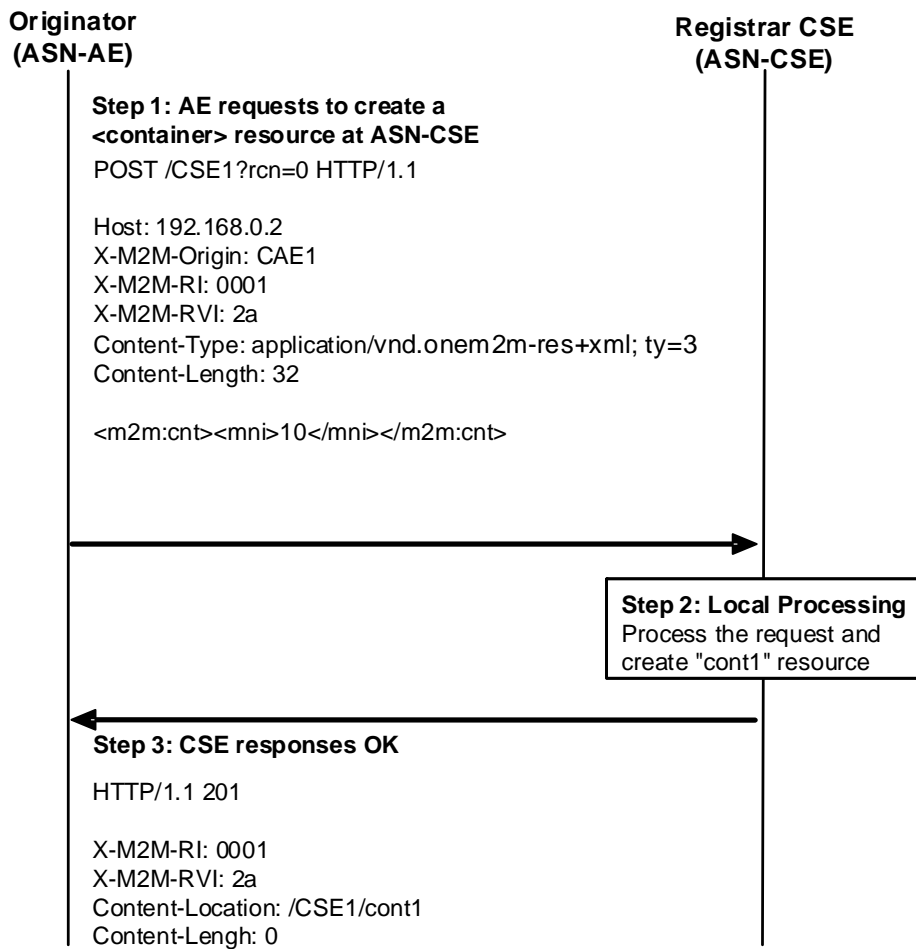 Originator
(ASN-AE)
Registrar CSE
(ASN-CSE)
Step 1: AE requests to create a
<container> resource at ASN-CSE
POST /CSE1?rcn=0 HTTP/1.1
Host: 192.168.0.2
X-M2M-Origin: CAE1
X-M2M-RI: 0001
X-M2M-RVI: 2a
Content-Type: application/vnd.onem2m-res+xml; ty=3
Content-Length: 32
<m2m:cnt><mni>10</mni></m2m:cnt>
Step 2: Local Processing
Process the request and
create "cont1" resource
Step 3: CSE responses OK
HTTP/1.1 201
X-M2M-RI: 0001
X-M2M-RVI: 2a
Content-Location: /CSE1/cont1
Content-Lengh: 0